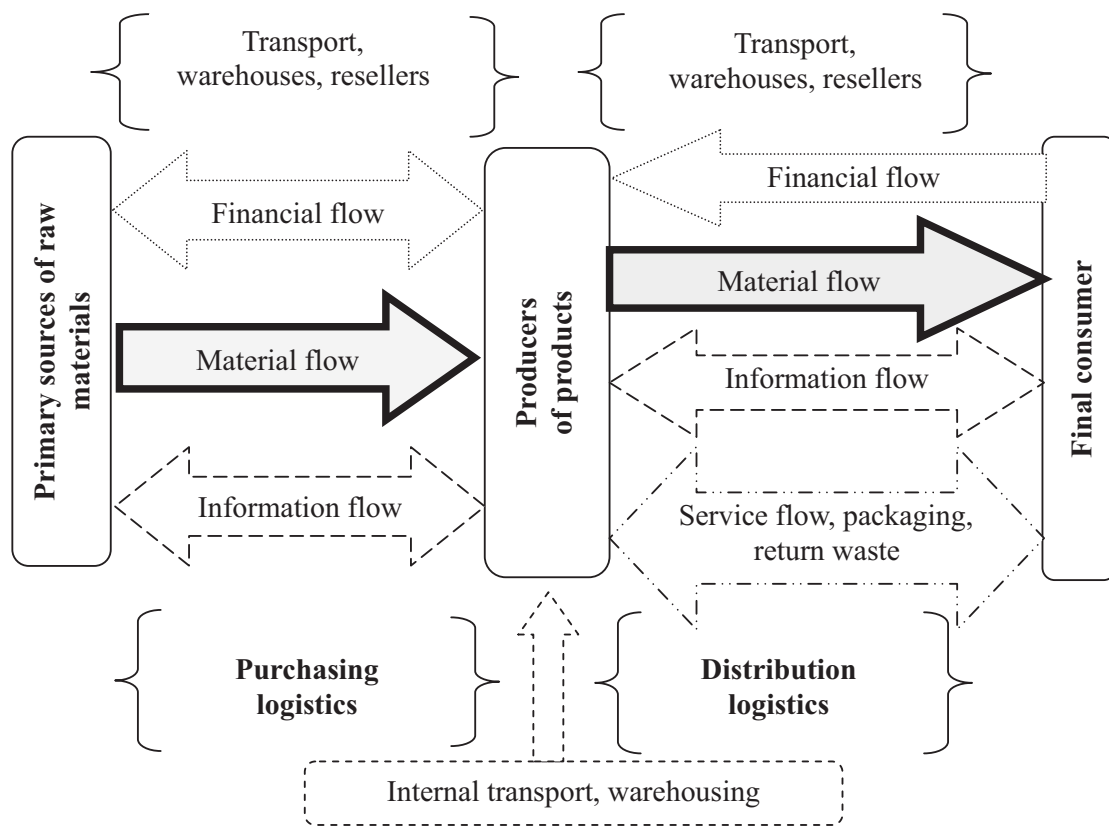 Transport,
warehouses, resellers
Transport,
warehouses, resellers
Primary sources of raw
materials
Financial flow
Material flow
Information flow
Producers
of products
Financial flow
Material flow
Information flow
Service flow, packaging,
return waste
Final consumer
Purchasing
logistics
Distribution
logistics
Internal transport, warehousing